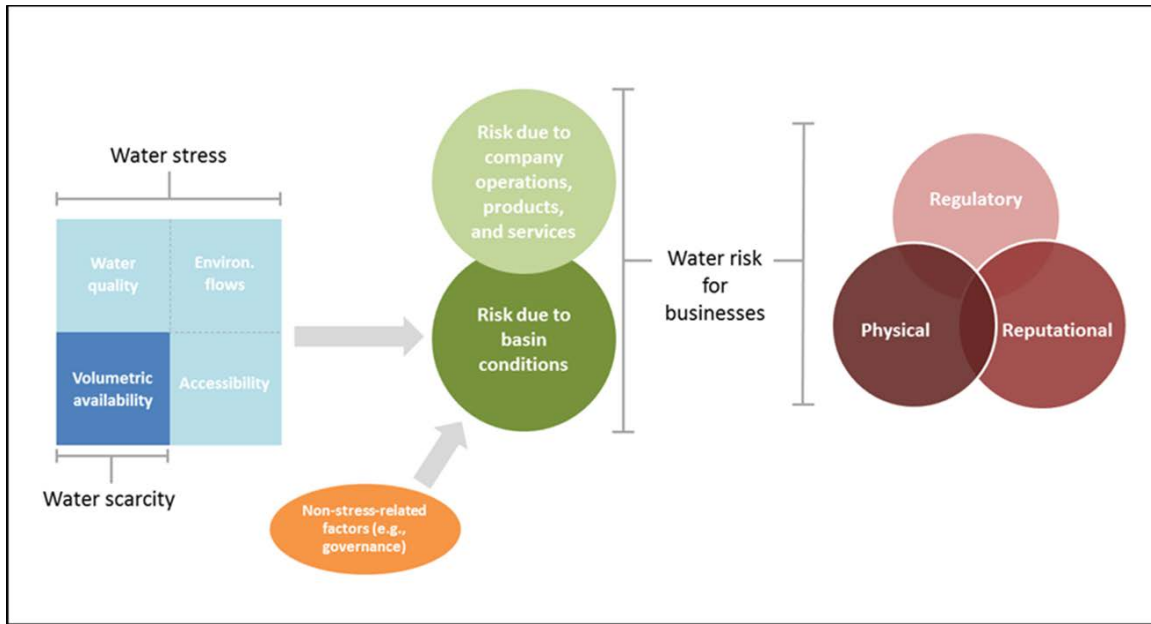 Water stress
Water
quality
Environ.
flows
Volumetric
availability
Accessibility
Water scarcity
Non-stress-related
factors (e.g.,
governance)
Risk due to
company
operations,
products,
and services
Risk due to
basin
conditions
Water risk
for
businesses
Regulatory
Physical
Reputational